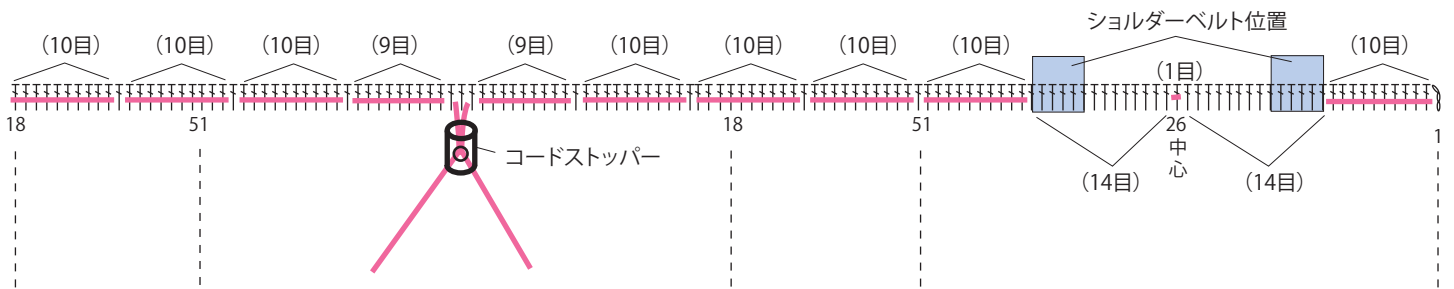 ショルダーベルト位置
（10目） （10目） （10目） （9目） （9目） （10目） （10目） （10目） （10目） （1目） （10目）
18 51 18 51 26 1
中心
コードストッパー
（14目） （14目）